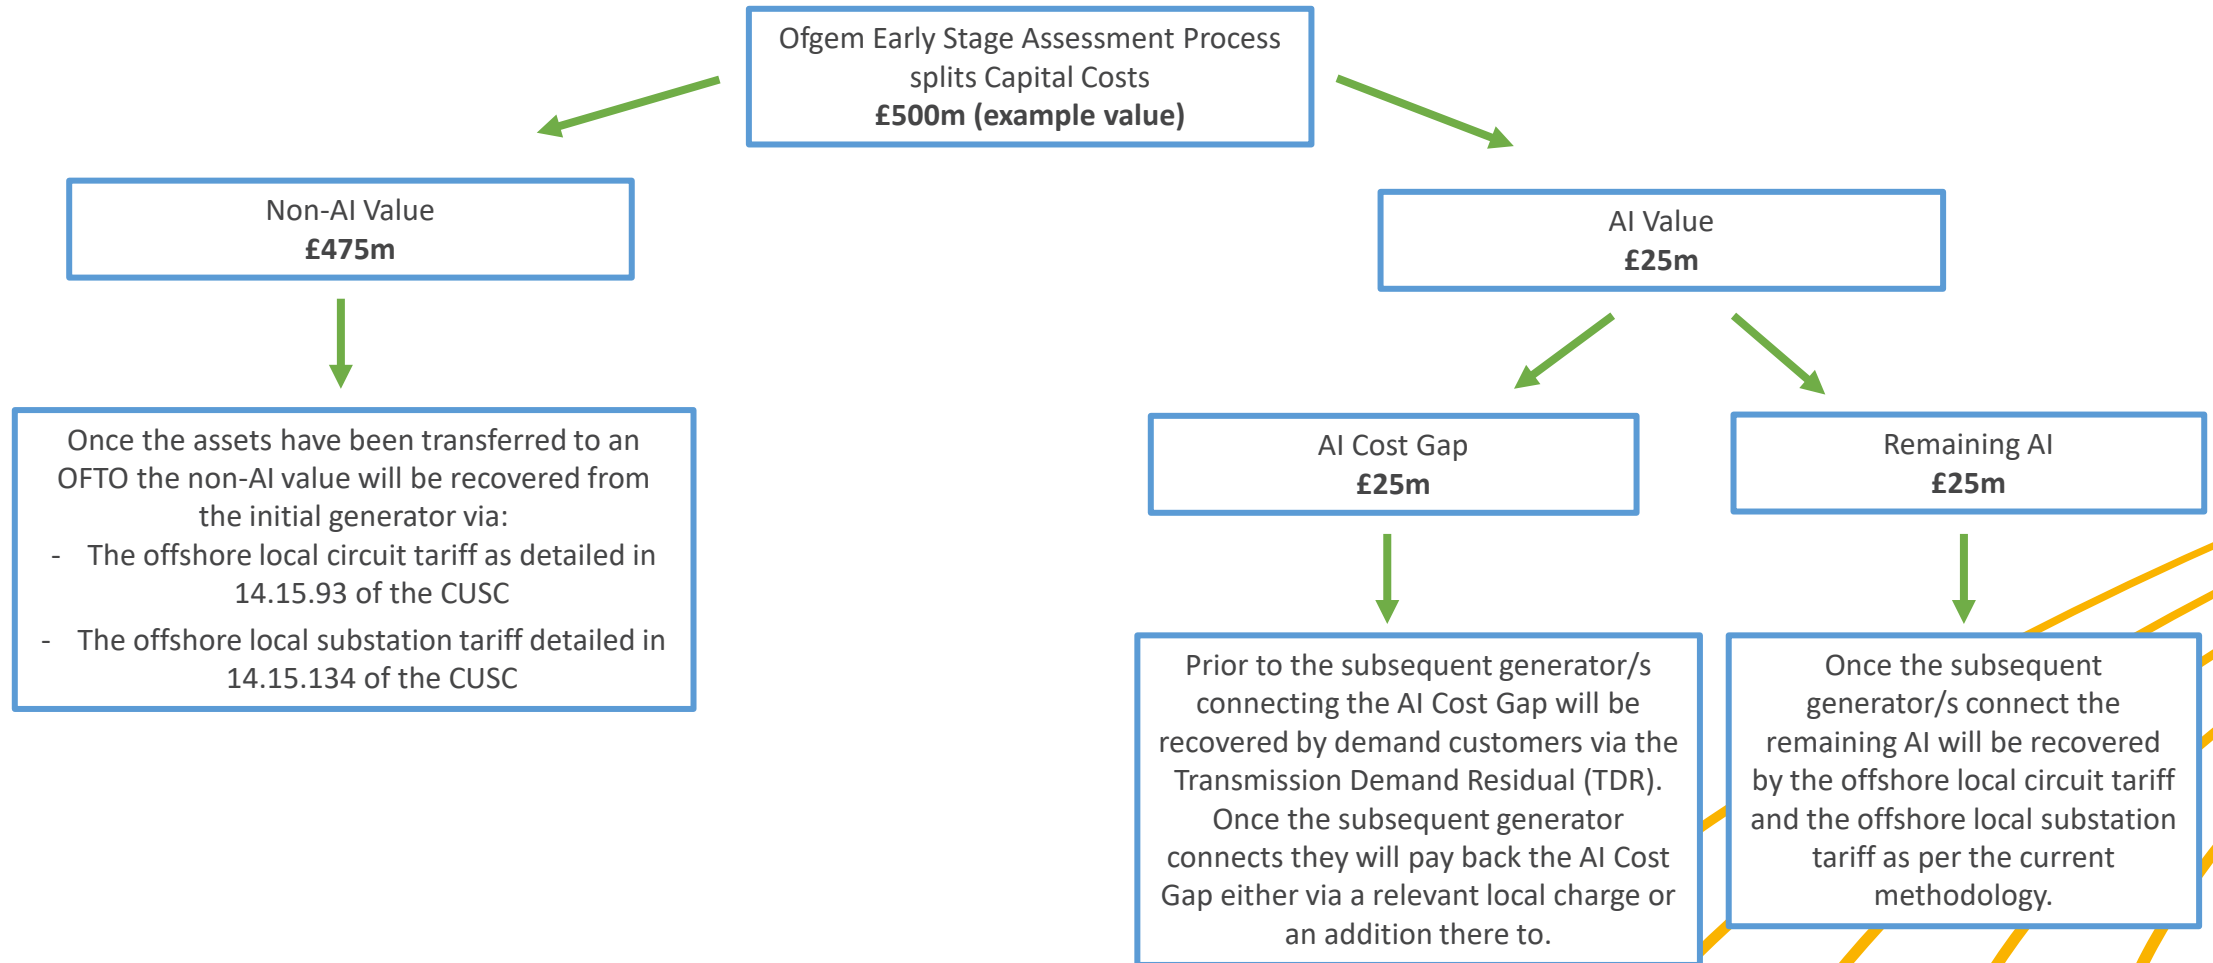 Ofgem Early Stage Assessment Process
splits Capital Costs
£500m (example value)
Non-AI Value
£475m
AI Value
£25m
Once the assets have been transferred to an
OFTO the non-AI value will be recovered from
the initial generator via:
- The offshore local circuit tariff as detailed in
14.15.93 of the CUSC
- The offshore local substation tariff detailed in
14.15.134 of the CUSC
AI Cost Gap
£25m
Remaining AI
£25m
Prior to the subsequent generator/s
connecting the AI Cost Gap will be
recovered by demand customers via the
Transmission Demand Residual (TDR).
Once the subsequent generator
connects they will pay back the AI Cost
Gap either via a relevant local charge or
an addition there to.
Once the subsequent
generator/s connect the
remaining AI will be recovered
by the offshore local circuit tariff
and the offshore local substation
tariff as per the current
methodology.